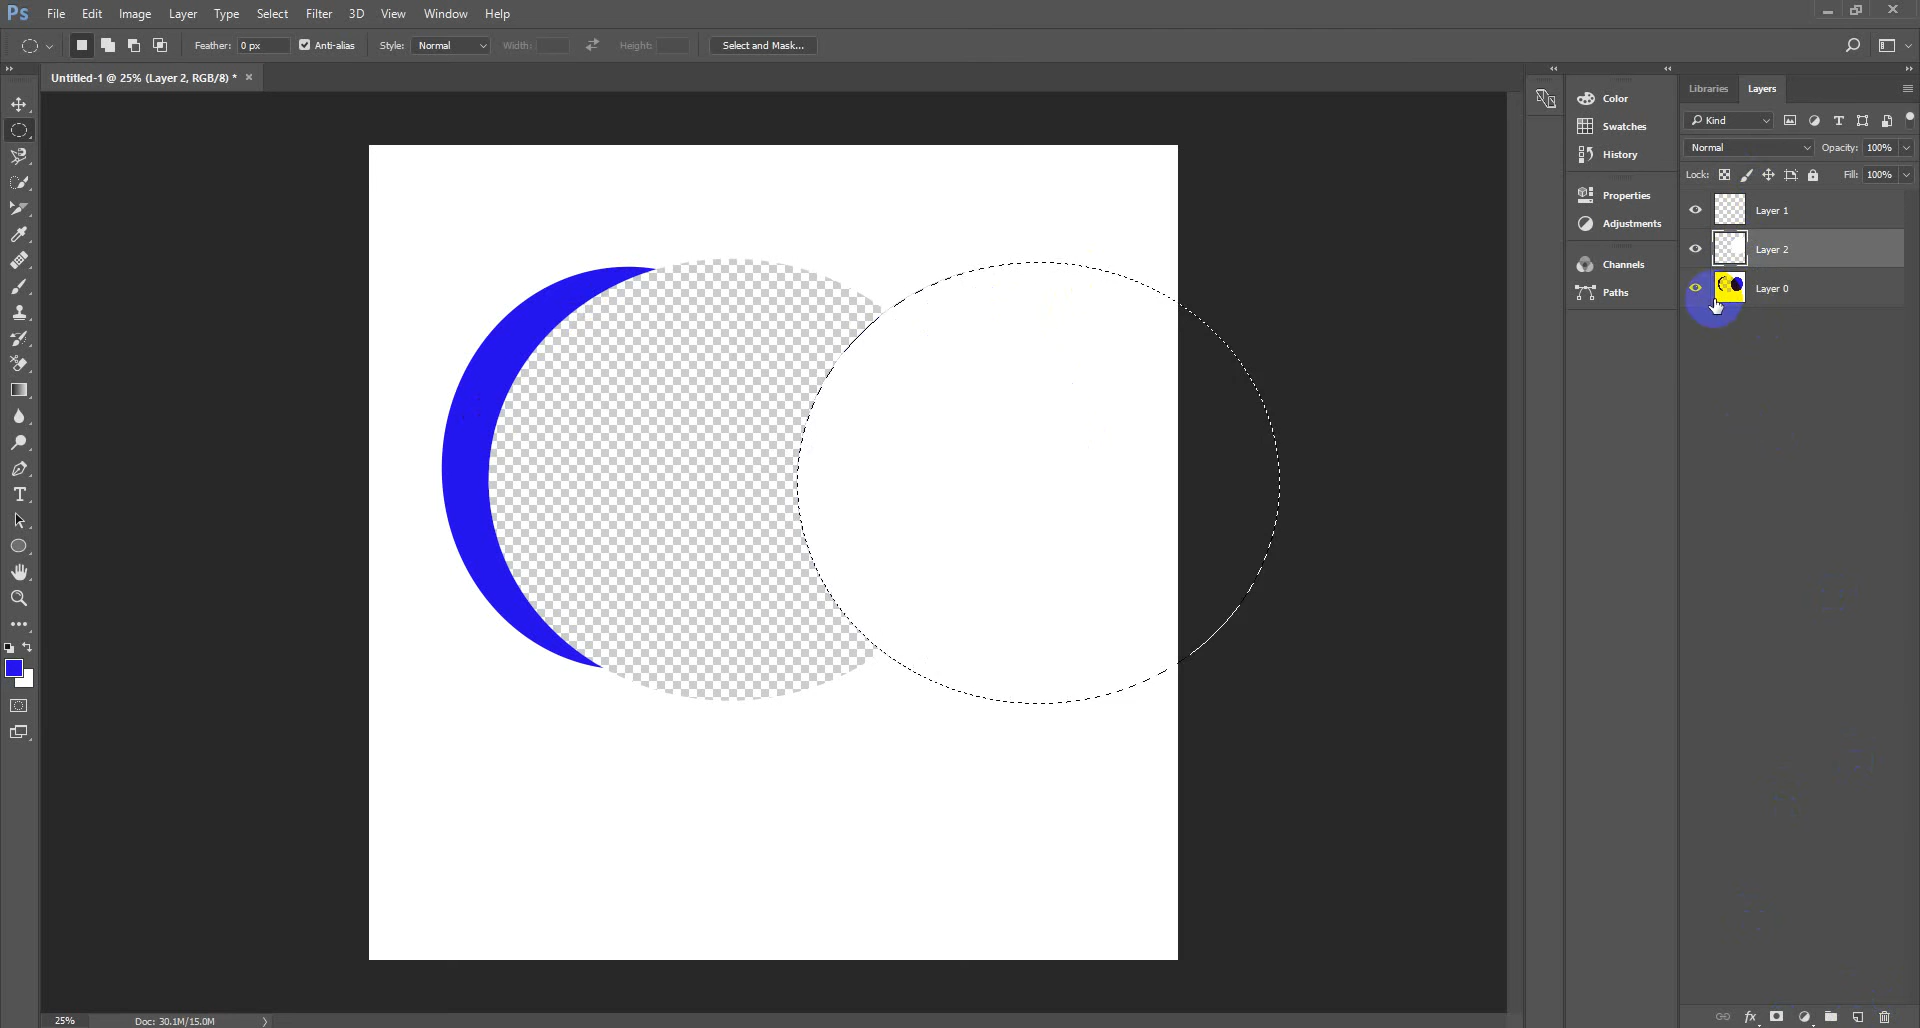 Ps File Edit Image Layer Type Select Filter 3D View Window Help
Feather: 0 px Anti-alias Style: Normal Width: Height: Select and Mask...
Untitled-1 @ 25% (Layer 2, RGB/8) *
Color
Swatches
History
Properties
Adjustments
Channels
Paths
Libraries Layers
Kind
Normal Opacity: 100%
Lock: Fill: 100%
Layer 1
Layer 2
Layer 0
25% Doc: 30.1M/15.0M